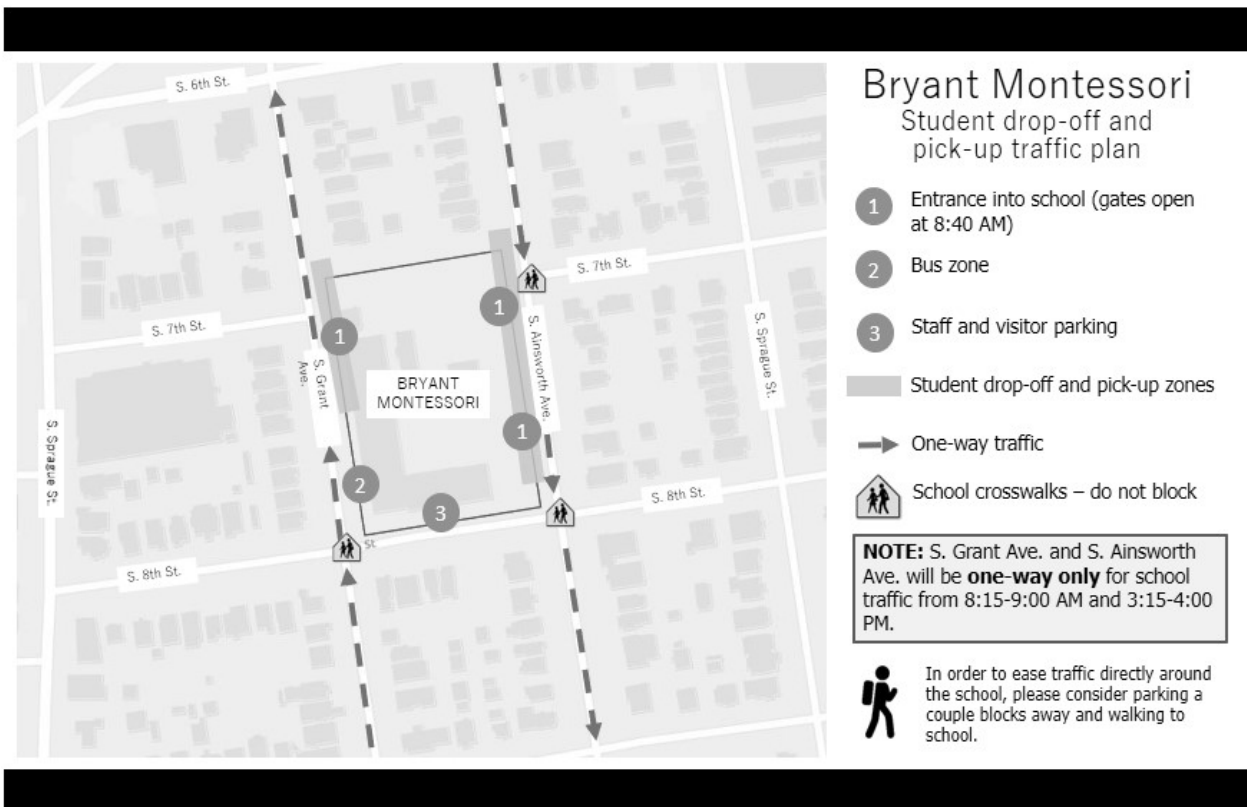 S. 6th St.
S. 7th St.
S. 7th St.
S. Grant
Ave.
S. Ainsworth Ave.
S. Sprague St.
S. Sprague St.
1
1
1
BRYANT
MONTESSORI
2
3
S. 8th St.
St
S. 8th St.
Bryant Montessori
Student drop-off and
pick-up traffic plan
1 Entrance into school (gates open
at 8:40 AM)
2 Bus zone
3 Staff and visitor parking
Student drop-off and pick-up zones
One-way traffic
School crosswalks – do not block
NOTE: S. Grant Ave. and S. Ainsworth
Ave. will be one-way only for school
traffic from 8:15-9:00 AM and 3:15-4:00
PM.
In order to ease traffic directly around
the school, please consider parking a
couple blocks away and walking to
school.